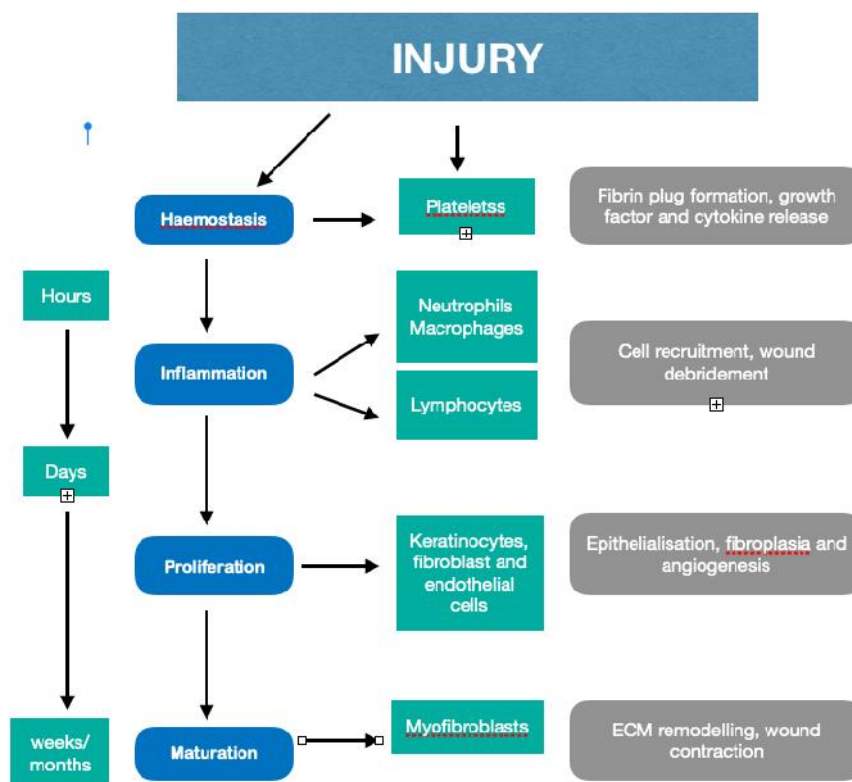 INJURY
Haemostasis
Plateletss
Fibrin plug formation, growth
factor and cytokine release
Hours
Inflammation
Neutrophils
Macrophages
Lymphocytes
Cell recruitment, wound
debridement
Days
Proliferation
Keratinocytes,
fibroblast and
endothelial
cells
Epithelialisation, fibroplasia and
angiogenesis
weeks/
months
Maturation
Myofibroblasts
ECM remodelling, wound
contraction